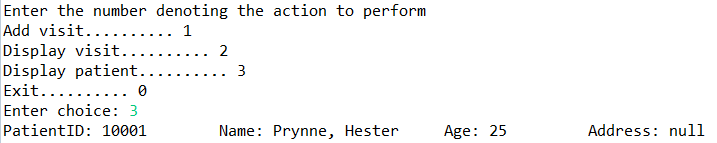 Enter the number denoting the action to perform
Add visit.......... 1
Display visit.......... 2
Display patient.......... 3
Exit.......... 0
Enter choice: 3
PatientID: 10001 Name: Prynne, Hester Age: 25 Address: null